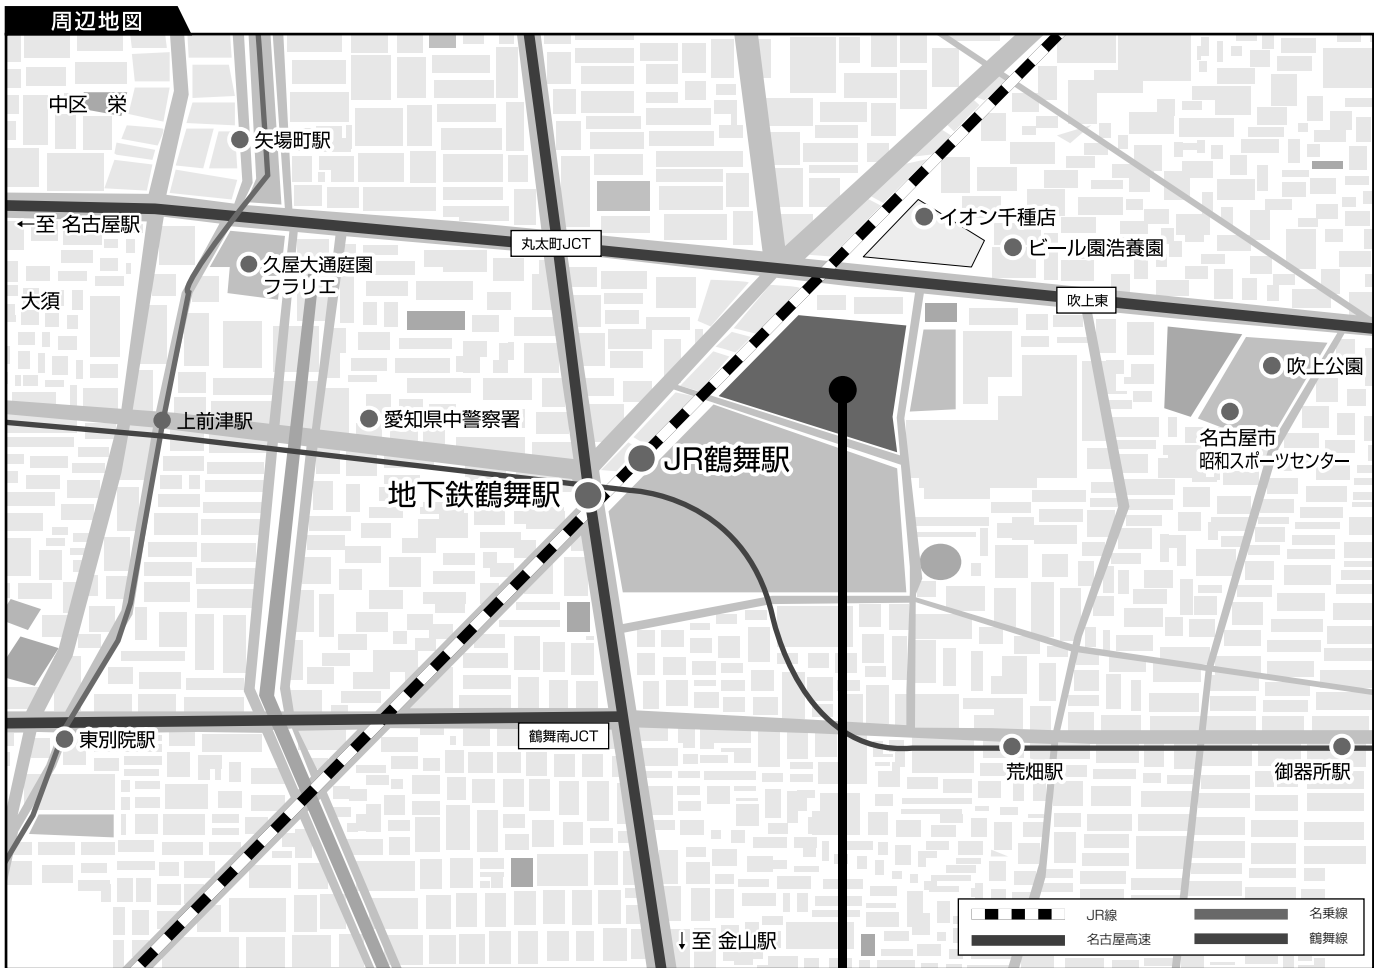 周辺地図
中区 栄
矢場町駅
←至 名古屋駅
丸太町JCT
イオン千種店
ビール園浩養園
久屋大通庭園
フラリエ
大須
吹上東
吹上公園
上前津駅
愛知県中警察署
名古屋市
昭和スポーツセンター
JR鶴舞駅
地下鉄鶴舞駅
東別院駅
鶴舞南JCT
荒畑駅
御器所駅
↓至 金山駅
JR線
名乗線
名古屋高速
鶴舞線